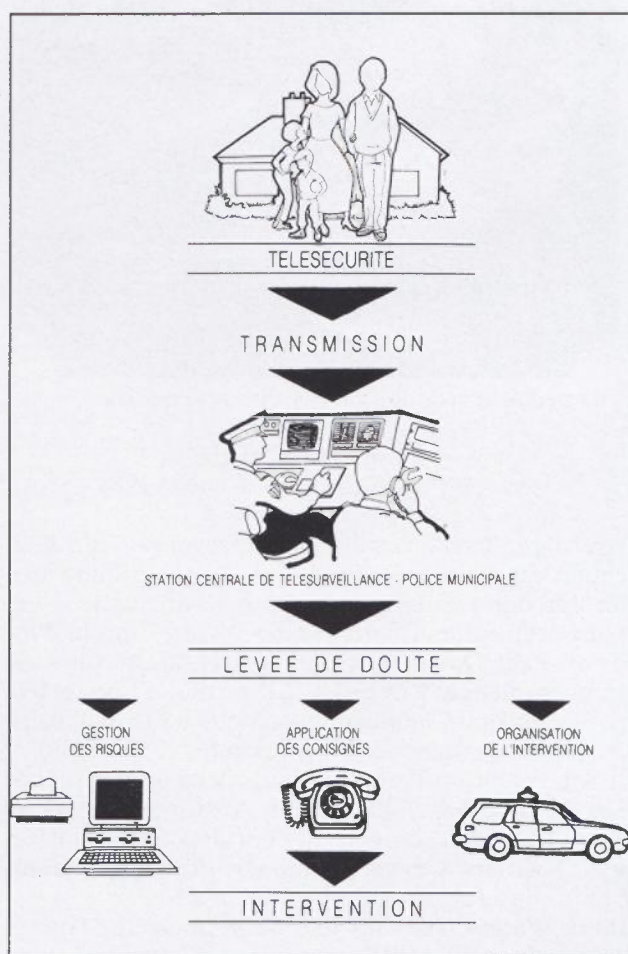 TELESECURITE
TRANSMISSION
STATION CENTRALE DE TELESURVEILLANCE - POLICE MUNICIPALE
LEVEE DE DOUTE
GESTION
DES RISQUES
APPLICATION
DES CONSIGNES
ORGANISATION
DE L'INTERVENTION
INTERVENTION